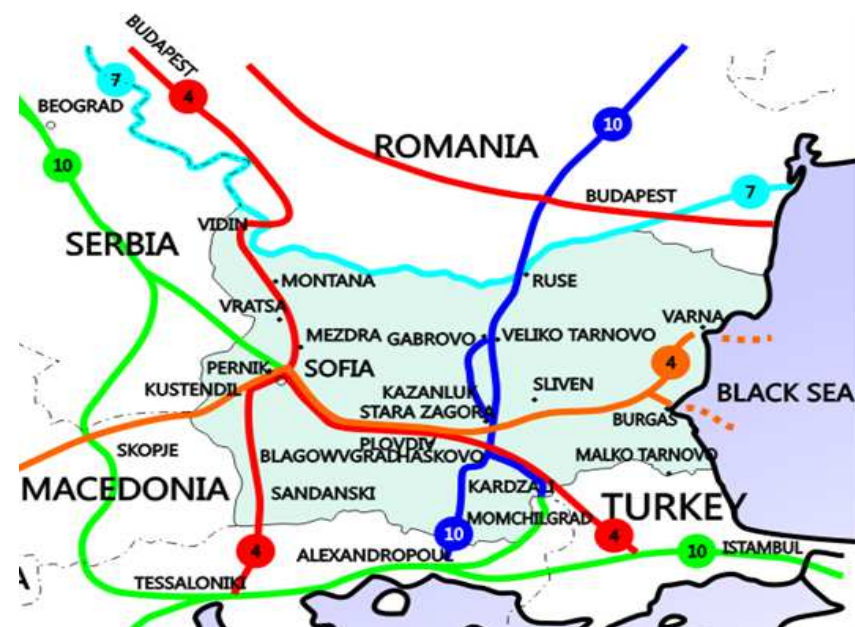 BUDAPEST
7
4
BEOGRAD
10
ROMANIA
10
BUDAPEST
7
SERBIA
VIDIN
MONTANA
RUSE
VRATSA
VARNA
MEZDRA
GABROVO
VELIKO TARNOVO
PERNIK
SOFIA
4
KUSTENDIL
KAZANLUK
SLIVEN
BLACK SEA
STARA ZAGORA
BURGAS
SKOPJE
PLOVDIV
BLAGOWVGRAD
HASKOVO
MALKO TARNOVO
MACEDONIA
SANDANSKI
KARDZALI
TURKEY
MOMCHILGRAD
10
4
4
10
ISTAMBUL
ALEXANDROPOUL
TESSALONIKI
A